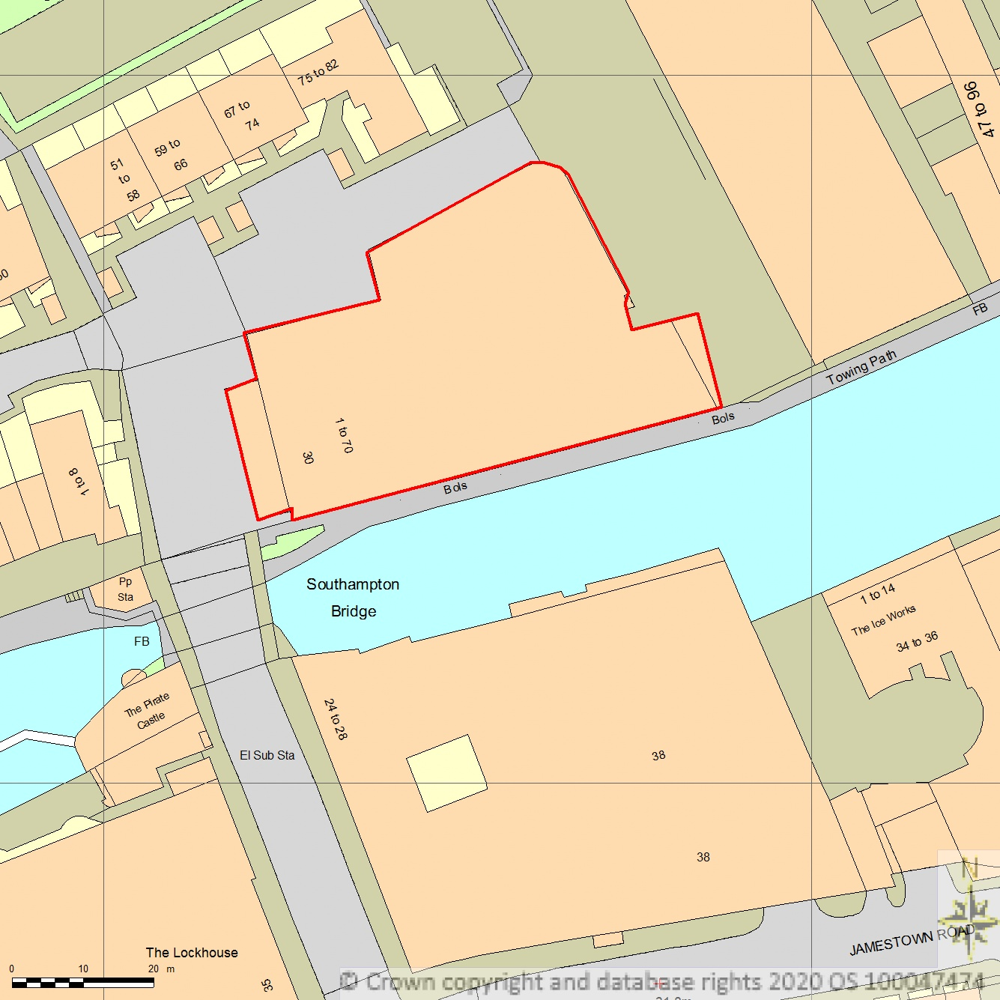 75 to 82
67 to
74
59 to
66
51
to
58
47 to 96
FB
Towing Path
Bols
1 to 70
30
Bols
1 to 8
Southampton
Bridge
Pp
Sta
FB
1 to 14
The Ice Works
34 to 36
The Pirate
Castle
24 to 28
El Sub Sta
38
38
N
JAMESTOWN ROAD
The Lockhouse
35
0 10 20 m
© Crown copyright and database rights 2020 OS 100047474